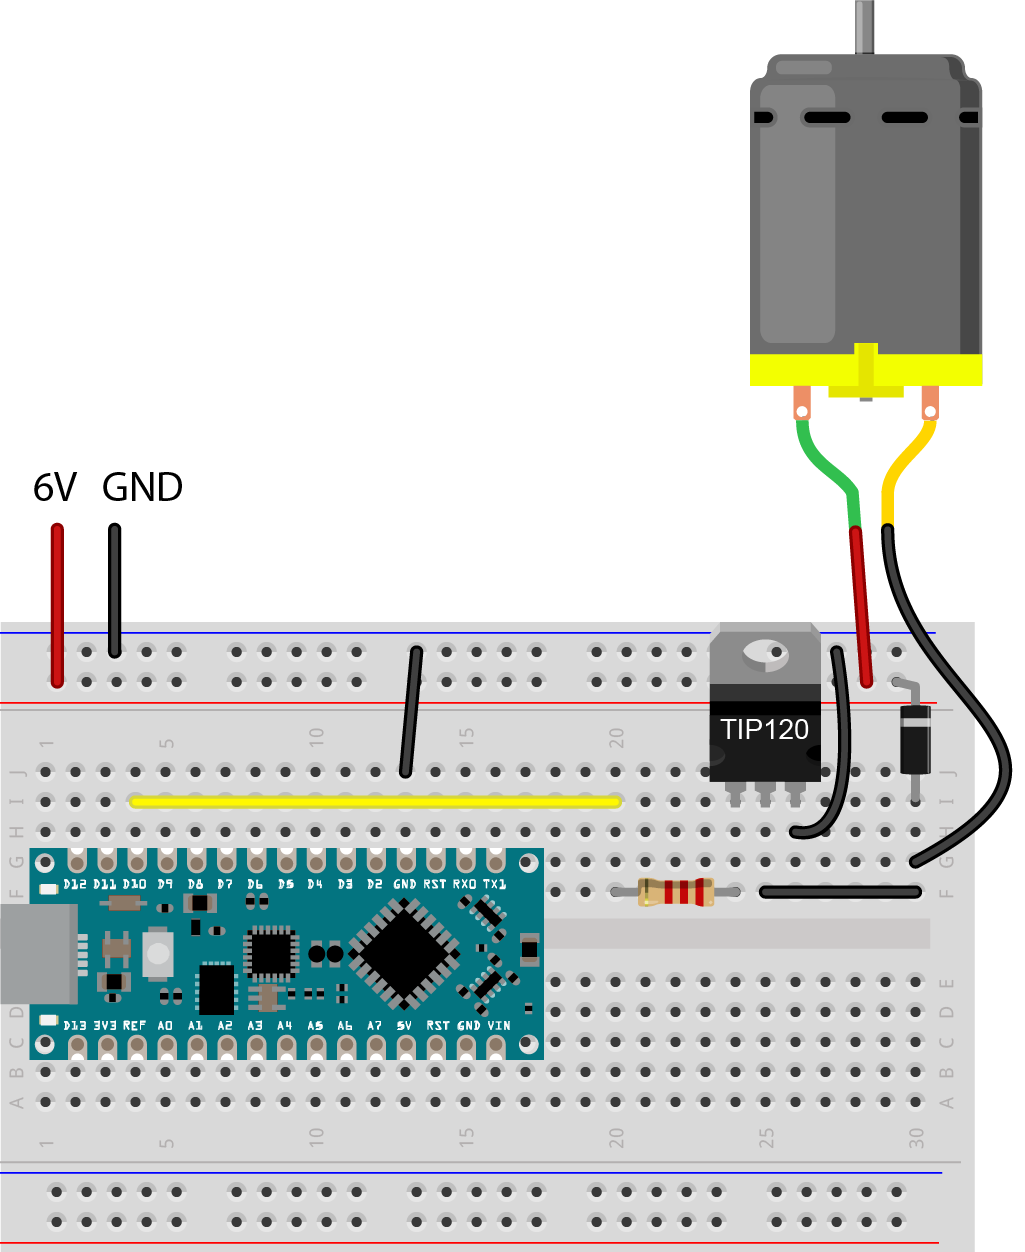 6V GND
TIP120
1 5 10 15 20
J J
I I
H H
G G
F F
D12 D11 D10 D9 D8 D7 D6 D5 D4 D3 D2 GND RST RX0 TX1
D13 3V3 REF A0 A1 A2 A3 A4 A5 A6 A7 5V RST GND VIN
E
D D
C C
B B
A A
1 5 10 15 20 25 30